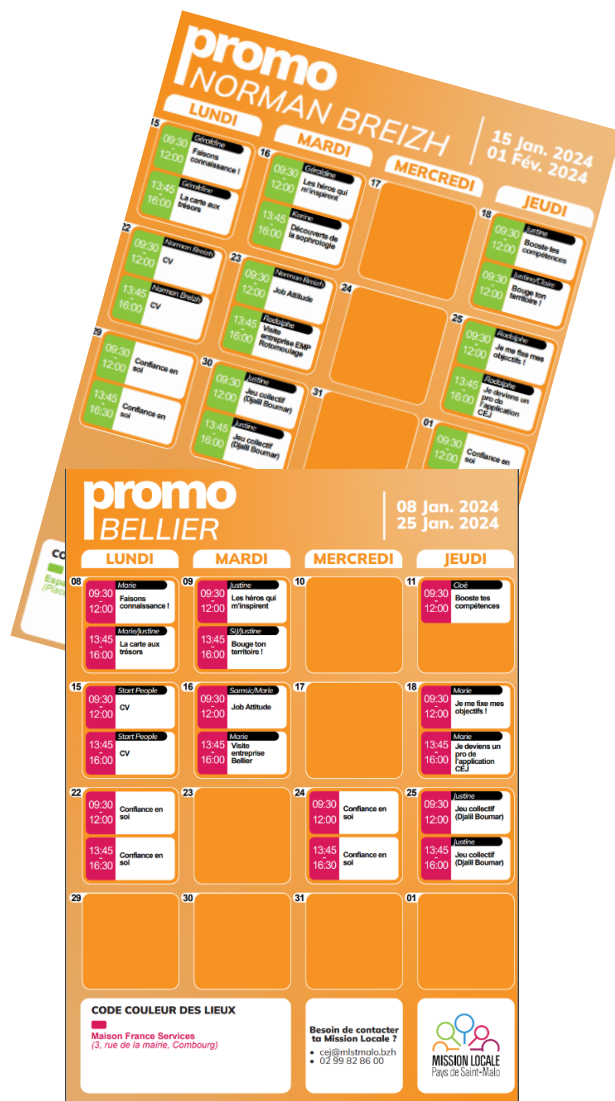 promo
NORMAN BREIZH
15 Jan. 2024
01 Fév. 2024
LUNDI
MARDI
MERCREDI
JEUDI
15
09:30
-
12:00
Géraldine
Faisons
connaissance !
13:45
-
16:00
Géraldine
La carte aux
trésors
16
09:30
-
12:00
Géraldine
Les héros qui
m'inspirent
13:45
-
16:00
Karine
Découverte de
la sophrologie
17
18
09:30
-
12:00
Justine
Booste tes
compétences
09:30
-
12:00
Justine/Claire
Bouge ton
territoire !
22
09:30
-
12:00
Norman Breizh
CV
13:45
-
16:00
Norman Breizh
CV
23
09:30
-
12:00
Norman Breizh
Job Attitude
13:45
-
16:00
Rodolphe
Visite
entreprise EMP
Rotomoulage
24
25
09:30
-
12:00
Rodolphe
Je me fixe mes
objectifs !
13:45
-
16:00
Rodolphe
Je deviens un
pro de
l'application
CEJ
29
09:30
-
12:00
Confiance en
soi
13:45
-
16:30
Confiance en
soi
30
09:30
-
12:00
Justine
Jeu collectif
(Djalil Boumar)
13:45
-
16:00
Justine
Jeu collectif
(Djalil Boumar)
31
01
09:30
-
12:00
Confiance en
soi
CO
Espa
(Place
promo
BELLIER
08 Jan. 2024
25 Jan. 2024
LUNDI
MARDI
MERCREDI
JEUDI
08
09:30
-
12:00
Marie
Faisons
connaissance !
13:45
-
16:00
Marie/Justine
La carte aux
trésors
09
09:30
-
12:00
Justine
Les héros qui
m'inspirent
13:45
-
16:00
SIJ/Justine
Bouge ton
territoire !
10
11
09:30
-
12:00
Cloë
Booste tes
compétences
15
09:30
-
12:00
Start People
CV
13:45
-
16:00
Start People
CV
16
09:30
-
12:00
Samsic/Marie
Job Attitude
13:45
-
16:00
Marie
Visite
entreprise
Bellier
17
18
09:30
-
12:00
Marie
Je me fixe mes
objectifs !
13:45
-
16:00
Marie
Je deviens un
pro de
l'application
CEJ
22
09:30
-
12:00
Confiance en
soi
13:45
-
16:30
Confiance en
soi
23
24
09:30
-
12:00
Confiance en
soi
13:45
-
16:30
Confiance en
soi
25
09:30
-
12:00
Justine
Jeu collectif
(Djalil Boumar)
13:45
-
16:00
Justine
Jeu collectif
(Djalil Boumar)
29
30
31
01
CODE COULEUR DES LIEUX
Maison France Services
(3, rue de la mairie, Combourg)
Besoin de contacter
ta Mission Locale ?
• cej@mlstmalo.bzh
• 02 99 82 86 00
MISSION LOCALE
Pays de Saint-Malo